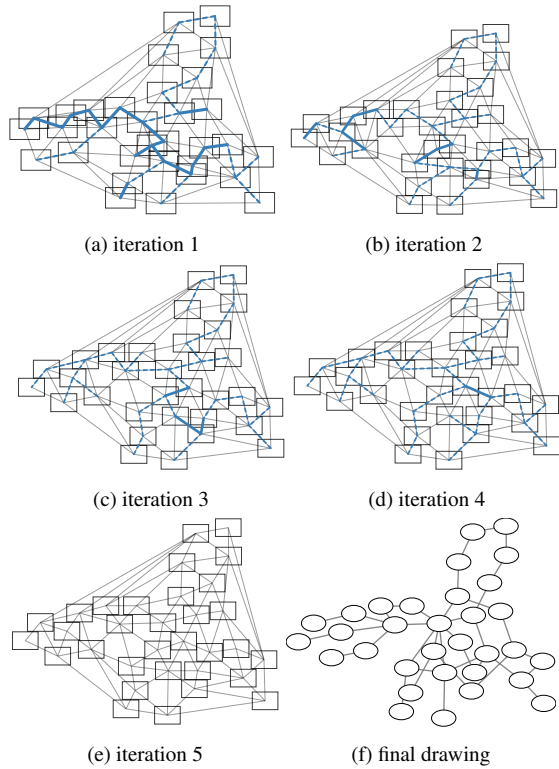 (a) iteration 1
(b) iteration 2
(c) iteration 3
(d) iteration 4
(e) iteration 5
(f) final drawing